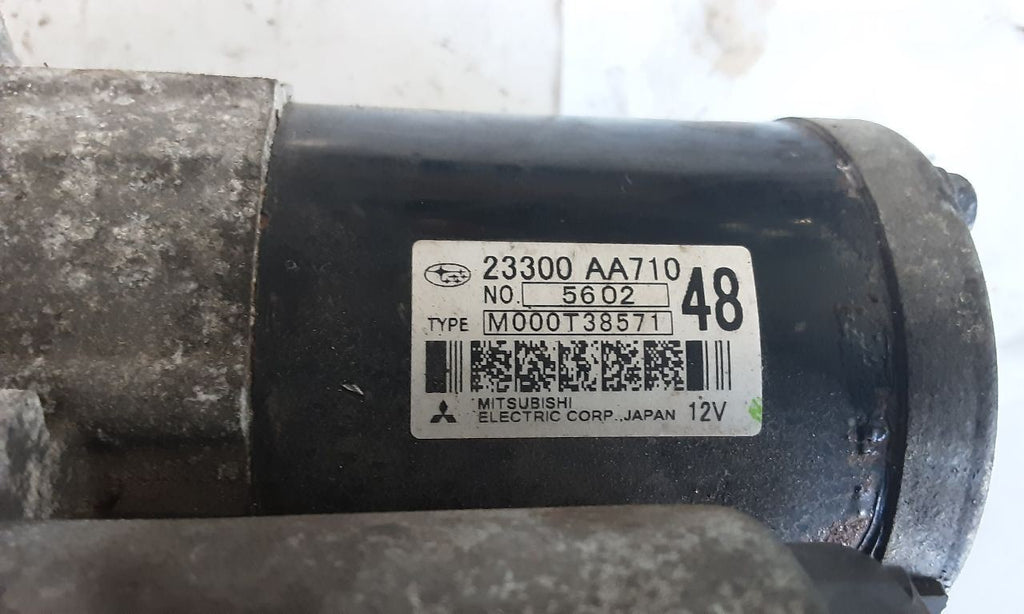 23300 AA710
NO. 5602
48
TYPE M000T38571
MITSUBISHI
ELECTRIC CORP.,JAPAN 12V